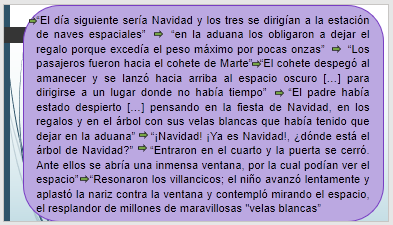 ⇨“El día siguiente sería Navidad y los tres se dirigían a la estación
de naves espaciales” ⇨ “en la aduana los obligaron a dejar el
regalo porque excedía el peso máximo por pocas onzas” ⇨ “Los
pasajeros fueron hacia el cohete de Marte”⇨“El cohete despegó al
amanecer y se lanzó hacia arriba al espacio oscuro [...] para
dirigirse a un lugar donde no había tiempo” ⇨ “El padre había
estado despierto [...] pensando en la fiesta de Navidad, en los
regalos y en el árbol con sus velas blancas que había tenido que
dejar en la aduana” ⇨ “¡Navidad! ¡Ya es Navidad!, ¿dónde está el
árbol de Navidad?” ⇨ “Entraron en el cuarto y la puerta se cerró.
Ante ellos se abría una inmensa ventana, por la cual podían ver el
espacio” ⇨“Resonaron los villancicos; el niño avanzó lentamente y
aplastó la nariz contra la ventana y contempló mirando el espacio,
el resplandor de millones de maravillosas "velas blancas”